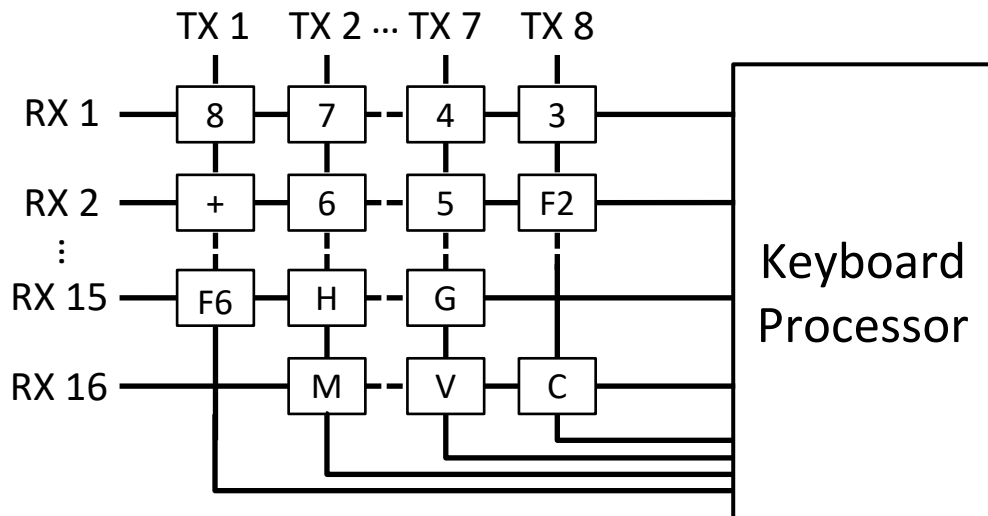 TX 1 TX 2 ... TX 7 TX 8
RX 1 8 7 4 3
RX 2 + 6 5 F2
...
RX 15 F6 H G
RX 16 M V C
Keyboard
Processor